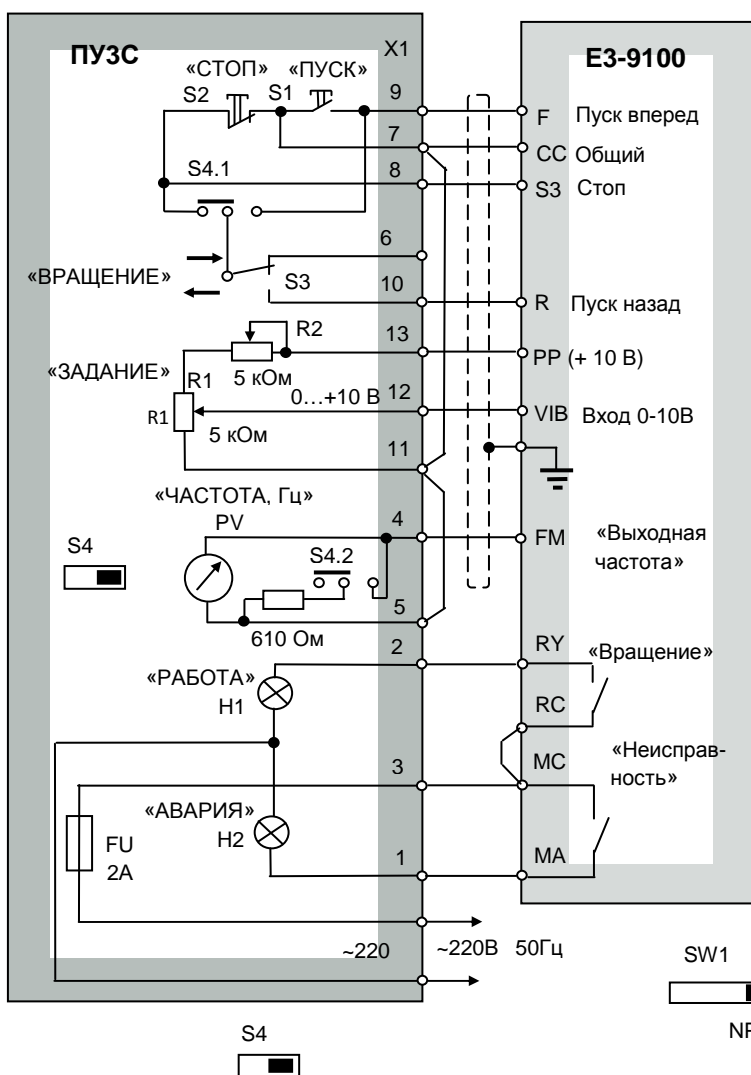 ПУ3С
X1
Е3-9100
«СТОП» «ПУСК»
S2 S1
9
F Пуск вперед
7
CC Общий
8
S3 Стоп
S4.1
6
«ВРАЩЕНИЕ»
S3
10
R Пуск назад
R2
13
PP (+ 10 В)
«ЗАДАНИЕ»
R1 5 кОм
0…+10 В 12
R1
VIB Вход 0-10В
5 кОм
11
«ЧАСТОТА, Гц»
PV
4
FM «Выходная
частота»
S4
S4.2
5
610 Ом
2
RY «Вращение»
«РАБОТА»
H1
RC
3
MC «Неисправ-
ность»
«АВАРИЯ»
H2
FU
2А
1
MA
~220 ~220В 50Гц
SW1
S4